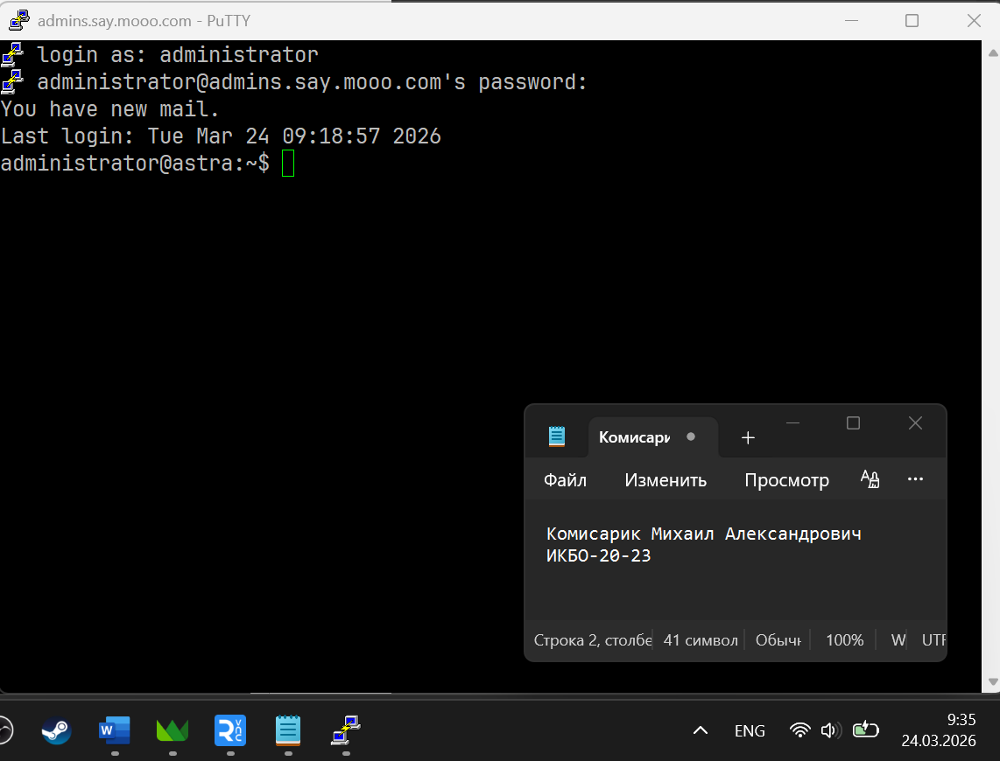 admins.say.mooo.com - PuTTY
login as: administrator
administrator@admins.say.mooo.com's password:
You have new mail.
Last login: Tue Mar 24 09:18:57 2026
administrator@astra:~$
Комисари
Файл Изменить Просмотр
Комисарик Михаил Александрович
ИКБО-20-23
Строка 2, столбе 41 символ Обычн 100% W UTF
ENG 9:35
24.03.2026